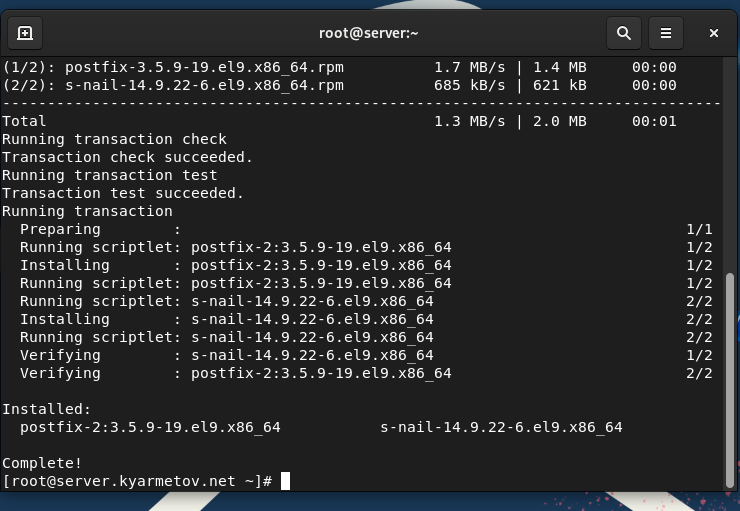 root@server:~
(1/2): postfix-3.5.9-19.el9.x86_64.rpm          1.7 MB/s | 1.4 MB     00:00
(2/2): s-nail-14.9.22-6.el9.x86_64.rpm          685 kB/s | 621 kB     00:00
--------------------------------------------------------------------------------
Total                                           1.3 MB/s | 2.0 MB     00:01
Running transaction check
Transaction check succeeded.
Running transaction test
Transaction test succeeded.
Running transaction
  Preparing        :                                                        1/1
  Running scriptlet: postfix-2:3.5.9-19.el9.x86_64                          1/2
  Installing       : postfix-2:3.5.9-19.el9.x86_64                          1/2
  Running scriptlet: postfix-2:3.5.9-19.el9.x86_64                          1/2
  Running scriptlet: s-nail-14.9.22-6.el9.x86_64                            2/2
  Installing       : s-nail-14.9.22-6.el9.x86_64                            2/2
  Running scriptlet: s-nail-14.9.22-6.el9.x86_64                            2/2
  Verifying        : s-nail-14.9.22-6.el9.x86_64                            1/2
  Verifying        : postfix-2:3.5.9-19.el9.x86_64                          2/2
Installed:
  postfix-2:3.5.9-19.el9.x86_64           s-nail-14.9.22-6.el9.x86_64
Complete!
[root@server.kyarmetov.net ~]#